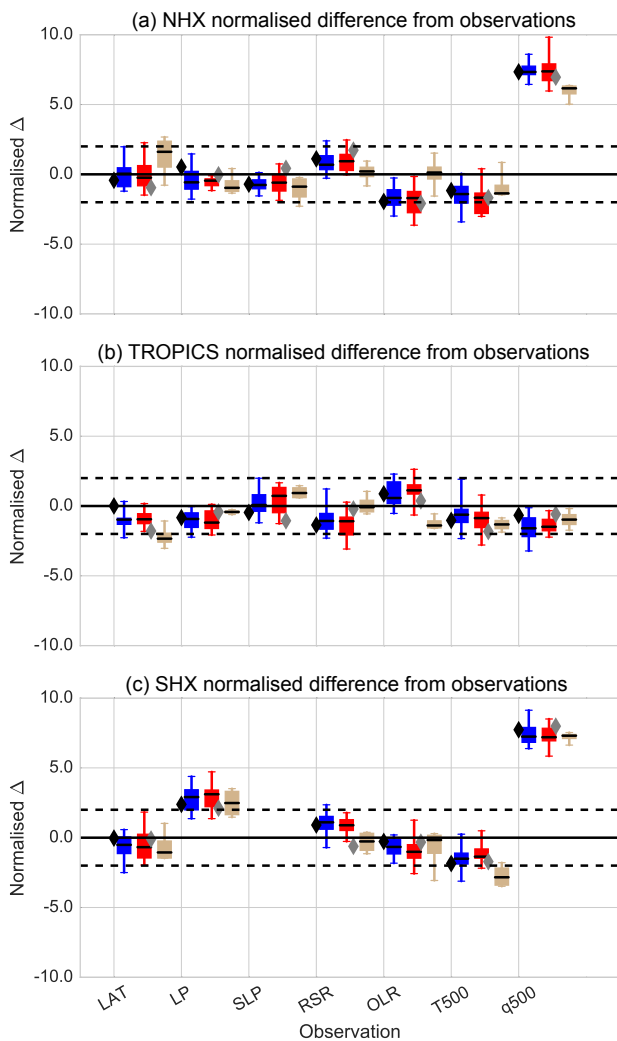 (a) NHX normalised difference from observations
10.0
5.0
0.0
-5.0
-10.0
Normalised Δ
(b) TROPICS normalised difference from observations
10.0
5.0
0.0
-5.0
-10.0
Normalised Δ
(c) SHX normalised difference from observations
10.0
5.0
0.0
-5.0
-10.0
Normalised Δ
LAT LP SLP RSR OLR T500 q500
Observation